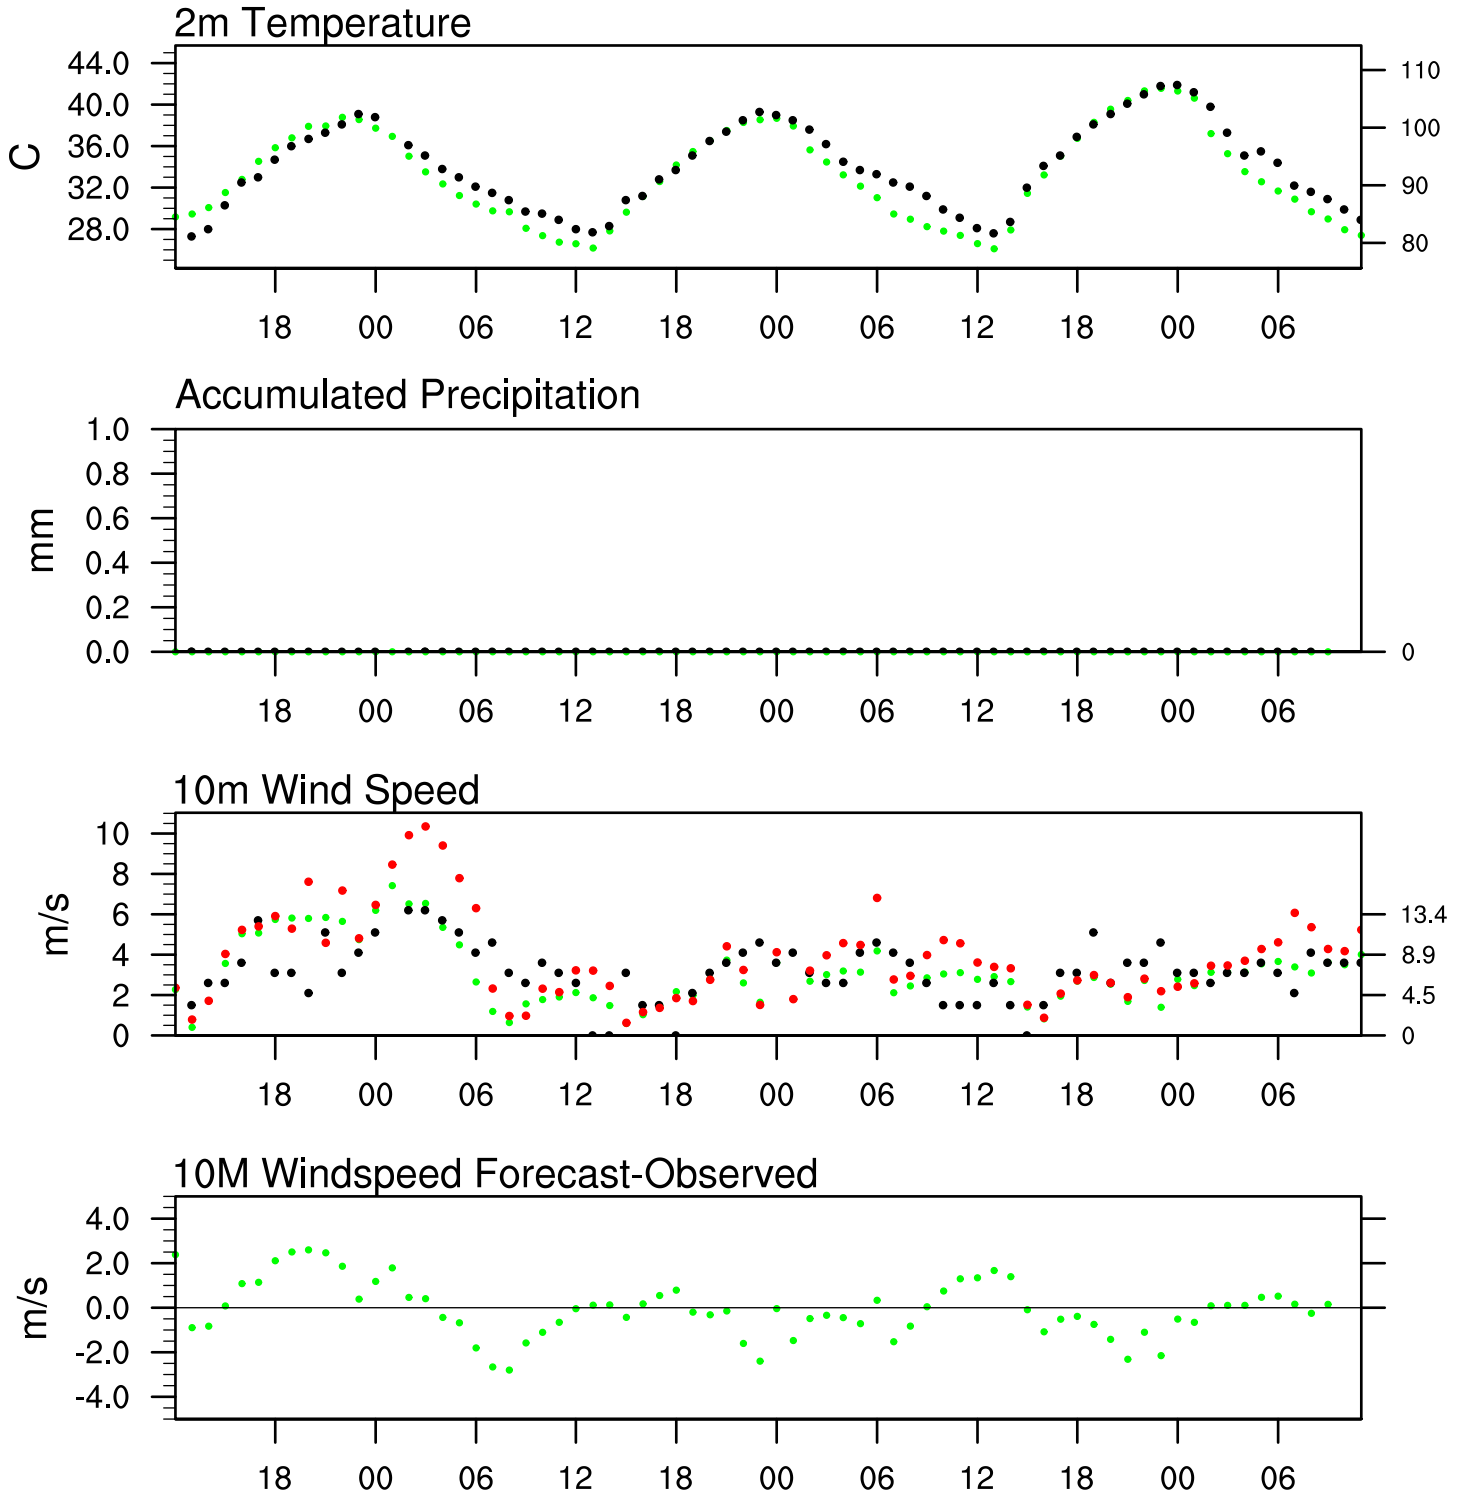 2m Temperature
44.0
40.0
36.0
32.0
28.0
C
110
100
90
80
18 00 06 12 18 00 06 12 18 00 06
Accumulated Precipitation
1.0
0.8
0.6
0.4
0.2
0.0
mm
0
18 00 06 12 18 00 06 12 18 00 06
10m Wind Speed
10
8
6
4
2
0
m/s
13.4
8.9
4.5
0
18 00 06 12 18 00 06 12 18 00 06
10M Windspeed Forecast-Observed
4.0
2.0
0.0
-2.0
-4.0
m/s
18 00 06 12 18 00 06 12 18 00 06